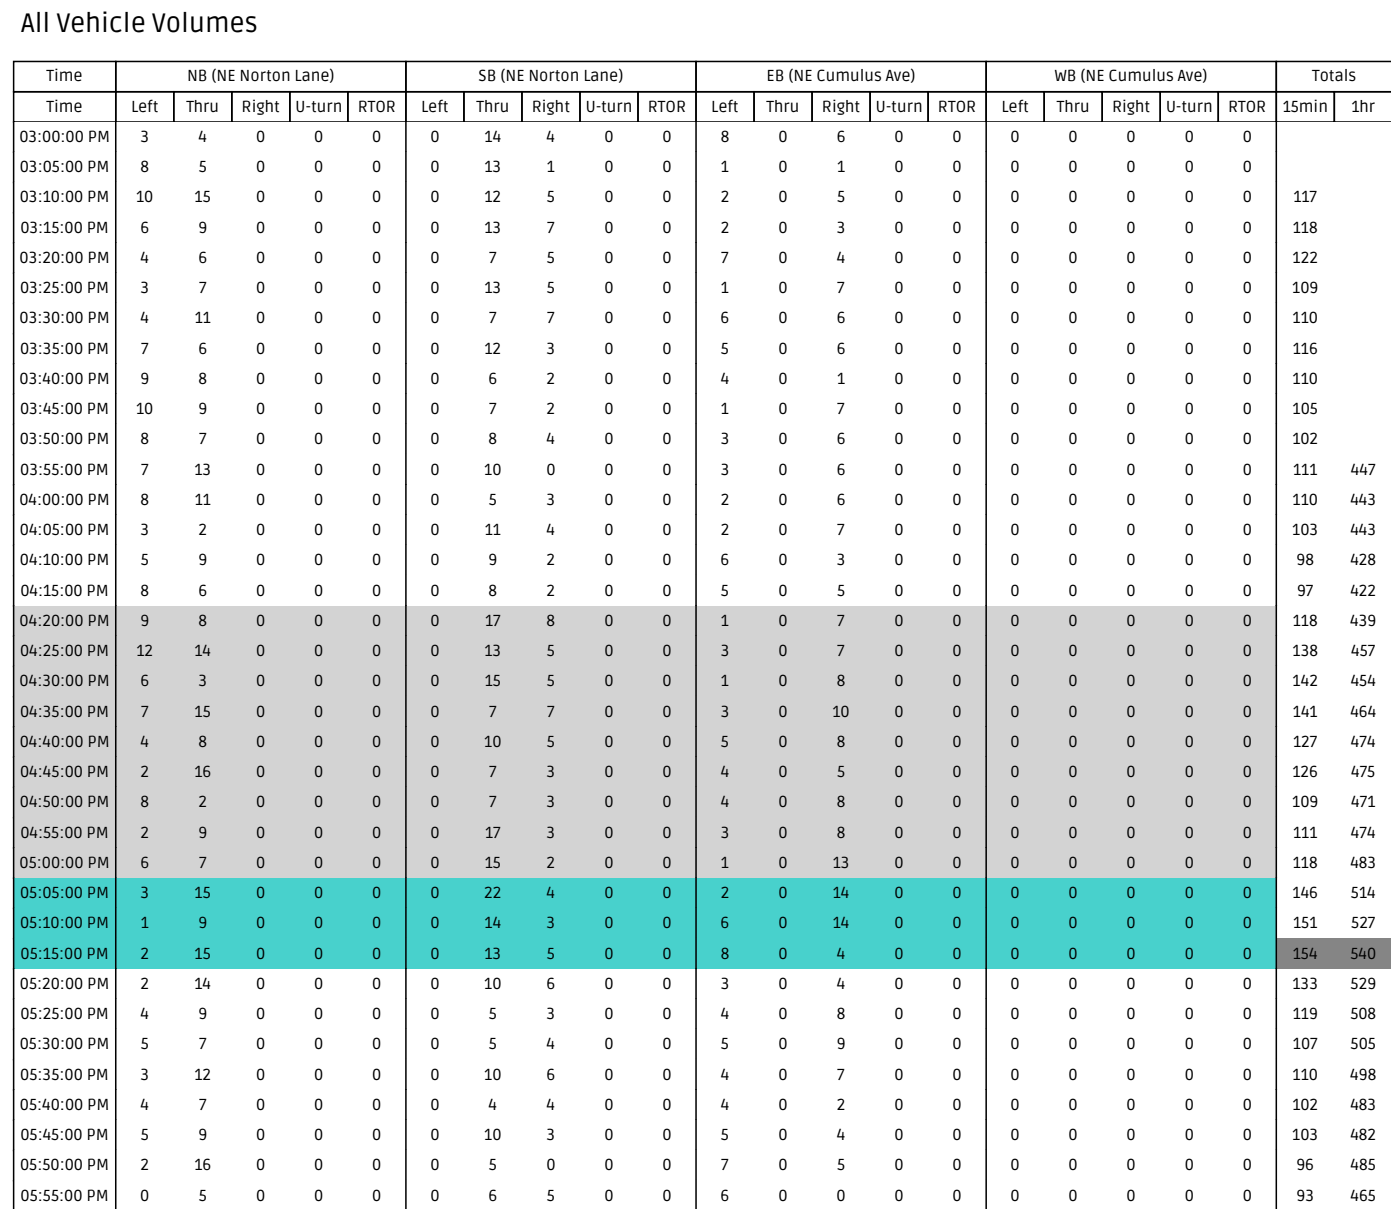 All Vehicle Volumes
Time NB (NE Norton Lane) SB (NE Norton Lane) EB (NE Cumulus Ave) WB (NE Cumulus Ave) Totals
Time Left Thru Right U-turn RTOR Left Thru Right U-turn RTOR Left Thru Right U-turn RTOR Left Thru Right U-turn RTOR 15min 1hr
03:00:00 PM 3 4 0 0 0 0 14 4 0 0 8 0 6 0 0 0 0 0 0 0
03:05:00 PM 8 5 0 0 0 0 13 1 0 0 1 0 1 0 0 0 0 0 0 0
03:10:00 PM 10 15 0 0 0 0 12 5 0 0 2 0 5 0 0 0 0 0 0 0 117
03:15:00 PM 6 9 0 0 0 0 13 7 0 0 2 0 3 0 0 0 0 0 0 0 118
03:20:00 PM 4 6 0 0 0 0 7 5 0 0 7 0 4 0 0 0 0 0 0 0 122
03:25:00 PM 3 7 0 0 0 0 13 5 0 0 1 0 7 0 0 0 0 0 0 0 109
03:30:00 PM 4 11 0 0 0 0 7 7 0 0 6 0 6 0 0 0 0 0 0 0 110
03:35:00 PM 7 6 0 0 0 0 12 3 0 0 5 0 6 0 0 0 0 0 0 0 116
03:40:00 PM 9 8 0 0 0 0 6 2 0 0 4 0 1 0 0 0 0 0 0 0 110
03:45:00 PM 10 9 0 0 0 0 7 2 0 0 1 0 7 0 0 0 0 0 0 0 105
03:50:00 PM 8 7 0 0 0 0 8 4 0 0 3 0 6 0 0 0 0 0 0 0 102
03:55:00 PM 7 13 0 0 0 0 10 0 0 0 3 0 6 0 0 0 0 0 0 0 111 447
04:00:00 PM 8 11 0 0 0 0 5 3 0 0 2 0 6 0 0 0 0 0 0 0 110 443
04:05:00 PM 3 2 0 0 0 0 11 4 0 0 2 0 7 0 0 0 0 0 0 0 103 443
04:10:00 PM 5 9 0 0 0 0 9 2 0 0 6 0 3 0 0 0 0 0 0 0 98 428
04:15:00 PM 8 6 0 0 0 0 8 2 0 0 5 0 5 0 0 0 0 0 0 0 97 422
04:20:00 PM 9 8 0 0 0 0 17 8 0 0 1 0 7 0 0 0 0 0 0 0 118 439
04:25:00 PM 12 14 0 0 0 0 13 5 0 0 3 0 7 0 0 0 0 0 0 0 138 457
04:30:00 PM 6 3 0 0 0 0 15 5 0 0 1 0 8 0 0 0 0 0 0 0 142 454
04:35:00 PM 7 15 0 0 0 0 7 7 0 0 3 0 10 0 0 0 0 0 0 0 141 464
04:40:00 PM 4 8 0 0 0 0 10 5 0 0 5 0 8 0 0 0 0 0 0 0 127 474
04:45:00 PM 2 16 0 0 0 0 7 3 0 0 4 0 5 0 0 0 0 0 0 0 126 475
04:50:00 PM 8 2 0 0 0 0 7 3 0 0 4 0 8 0 0 0 0 0 0 0 109 471
04:55:00 PM 2 9 0 0 0 0 17 3 0 0 3 0 8 0 0 0 0 0 0 0 111 474
05:00:00 PM 6 7 0 0 0 0 15 2 0 0 1 0 13 0 0 0 0 0 0 0 118 483
05:05:00 PM 3 15 0 0 0 0 22 4 0 0 2 0 14 0 0 0 0 0 0 0 146 514
05:10:00 PM 1 9 0 0 0 0 14 3 0 0 6 0 14 0 0 0 0 0 0 0 151 527
05:15:00 PM 2 15 0 0 0 0 13 5 0 0 8 0 4 0 0 0 0 0 0 0 154 540
05:20:00 PM 2 14 0 0 0 0 10 6 0 0 3 0 4 0 0 0 0 0 0 0 133 529
05:25:00 PM 4 9 0 0 0 0 5 3 0 0 4 0 8 0 0 0 0 0 0 0 119 508
05:30:00 PM 5 7 0 0 0 0 5 4 0 0 5 0 9 0 0 0 0 0 0 0 107 505
05:35:00 PM 3 12 0 0 0 0 10 6 0 0 4 0 7 0 0 0 0 0 0 0 110 498
05:40:00 PM 4 7 0 0 0 0 4 4 0 0 4 0 2 0 0 0 0 0 0 0 102 483
05:45:00 PM 5 9 0 0 0 0 10 3 0 0 5 0 4 0 0 0 0 0 0 0 103 482
05:50:00 PM 2 16 0 0 0 0 5 0 0 0 7 0 5 0 0 0 0 0 0 0 96 485
05:55:00 PM 0 5 0 0 0 0 6 5 0 0 6 0 0 0 0 0 0 0 0 0 93 465